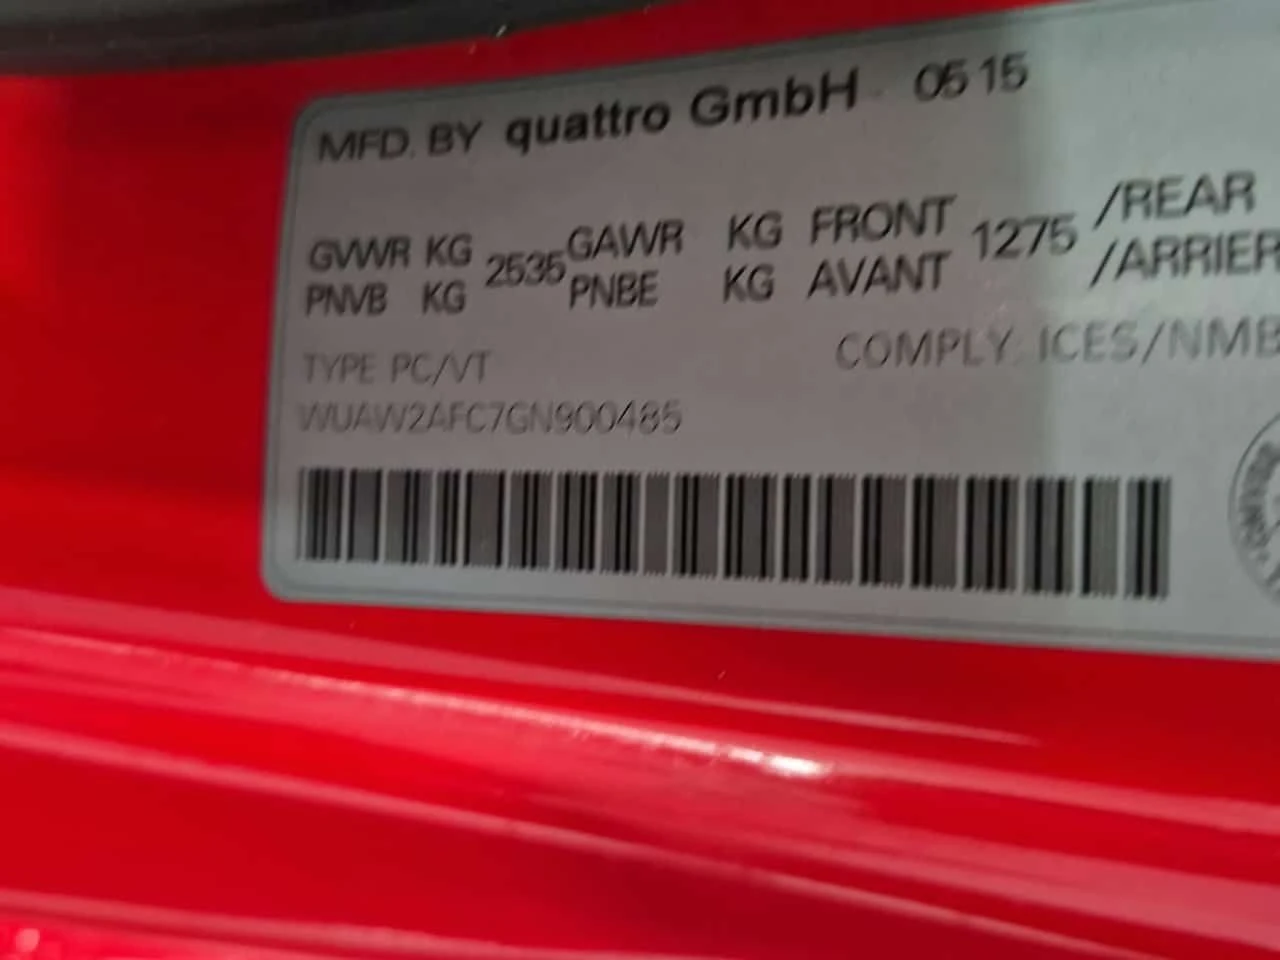 MFD. BY quattro GmbH 05 15
GVWR KG 2535 GAWR KG FRONT 1275 /REAR
PNVB KG PNBE KG AVANT /ARRIER
TYPE PC/VT COMPLY. ICES/NMB
WUAW2AFC7GN900485